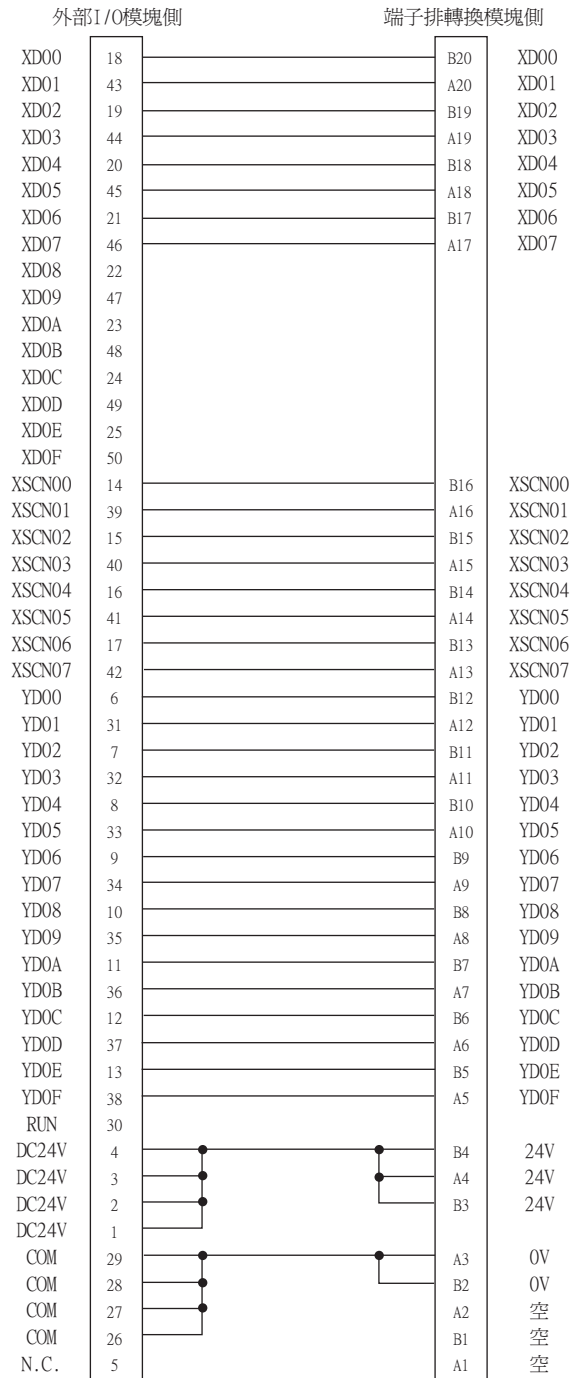 外部I/O模塊側 端子排轉換模塊側
XD00 18 B20 XD00
XD01 43 A20 XD01
XD02 19 B19 XD02
XD03 44 A19 XD03
XD04 20 B18 XD04
XD05 45 A18 XD05
XD06 21 B17 XD06
XD07 46 A17 XD07
XD08 22
XD09 47
XD0A 23
XD0B 48
XD0C 24
XD0D 49
XD0E 25
XD0F 50
XSCN00 14 B16 XSCN00
XSCN01 39 A16 XSCN01
XSCN02 15 B15 XSCN02
XSCN03 40 A15 XSCN03
XSCN04 16 B14 XSCN04
XSCN05 41 A14 XSCN05
XSCN06 17 B13 XSCN06
XSCN07 42 A13 XSCN07
YD00 6 B12 YD00
YD01 31 A12 YD01
YD02 7 B11 YD02
YD03 32 A11 YD03
YD04 8 B10 YD04
YD05 33 A10 YD05
YD06 9 B9 YD06
YD07 34 A9 YD07
YD08 10 B8 YD08
YD09 35 A8 YD09
YD0A 11 B7 YD0A
YD0B 36 A7 YD0B
YD0C 12 B6 YD0C
YD0D 37 A6 YD0D
YD0E 13 B5 YD0E
YD0F 38 A5 YD0F
RUN 30
DC24V 4 B4 24V
DC24V 3 A4 24V
DC24V 2 B3 24V
DC24V 1
COM 29 A3 0V
COM 28 B2 0V
COM 27 A2 空
COM 26 B1 空
N.C. 5 A1 空